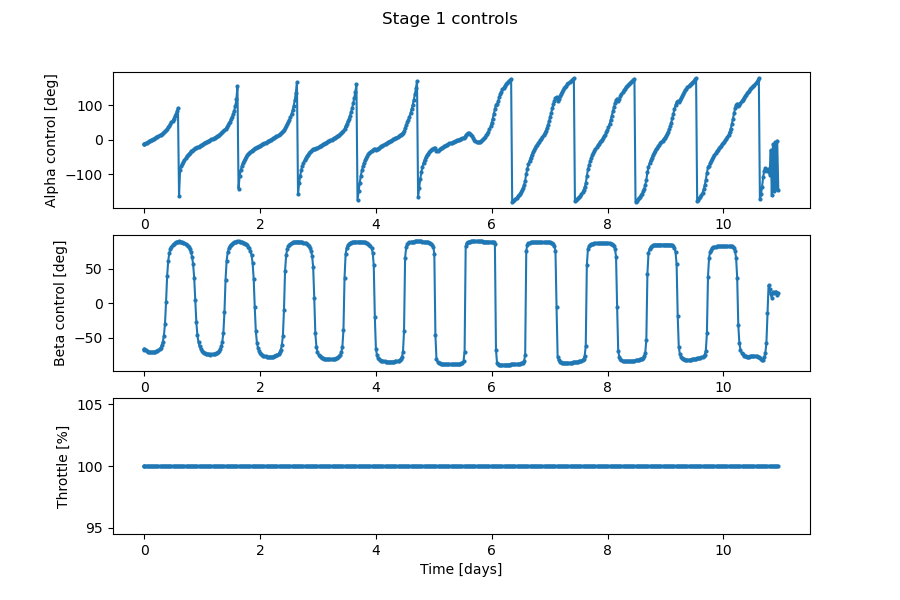 Stage 1 controls
Alpha control [deg]
100
0
−100
0 2 4 6 8 10
Beta control [deg]
50
0
−50
0 2 4 6 8 10
Throttle [%]
105
100
95
0 2 4 6 8 10
Time [days]